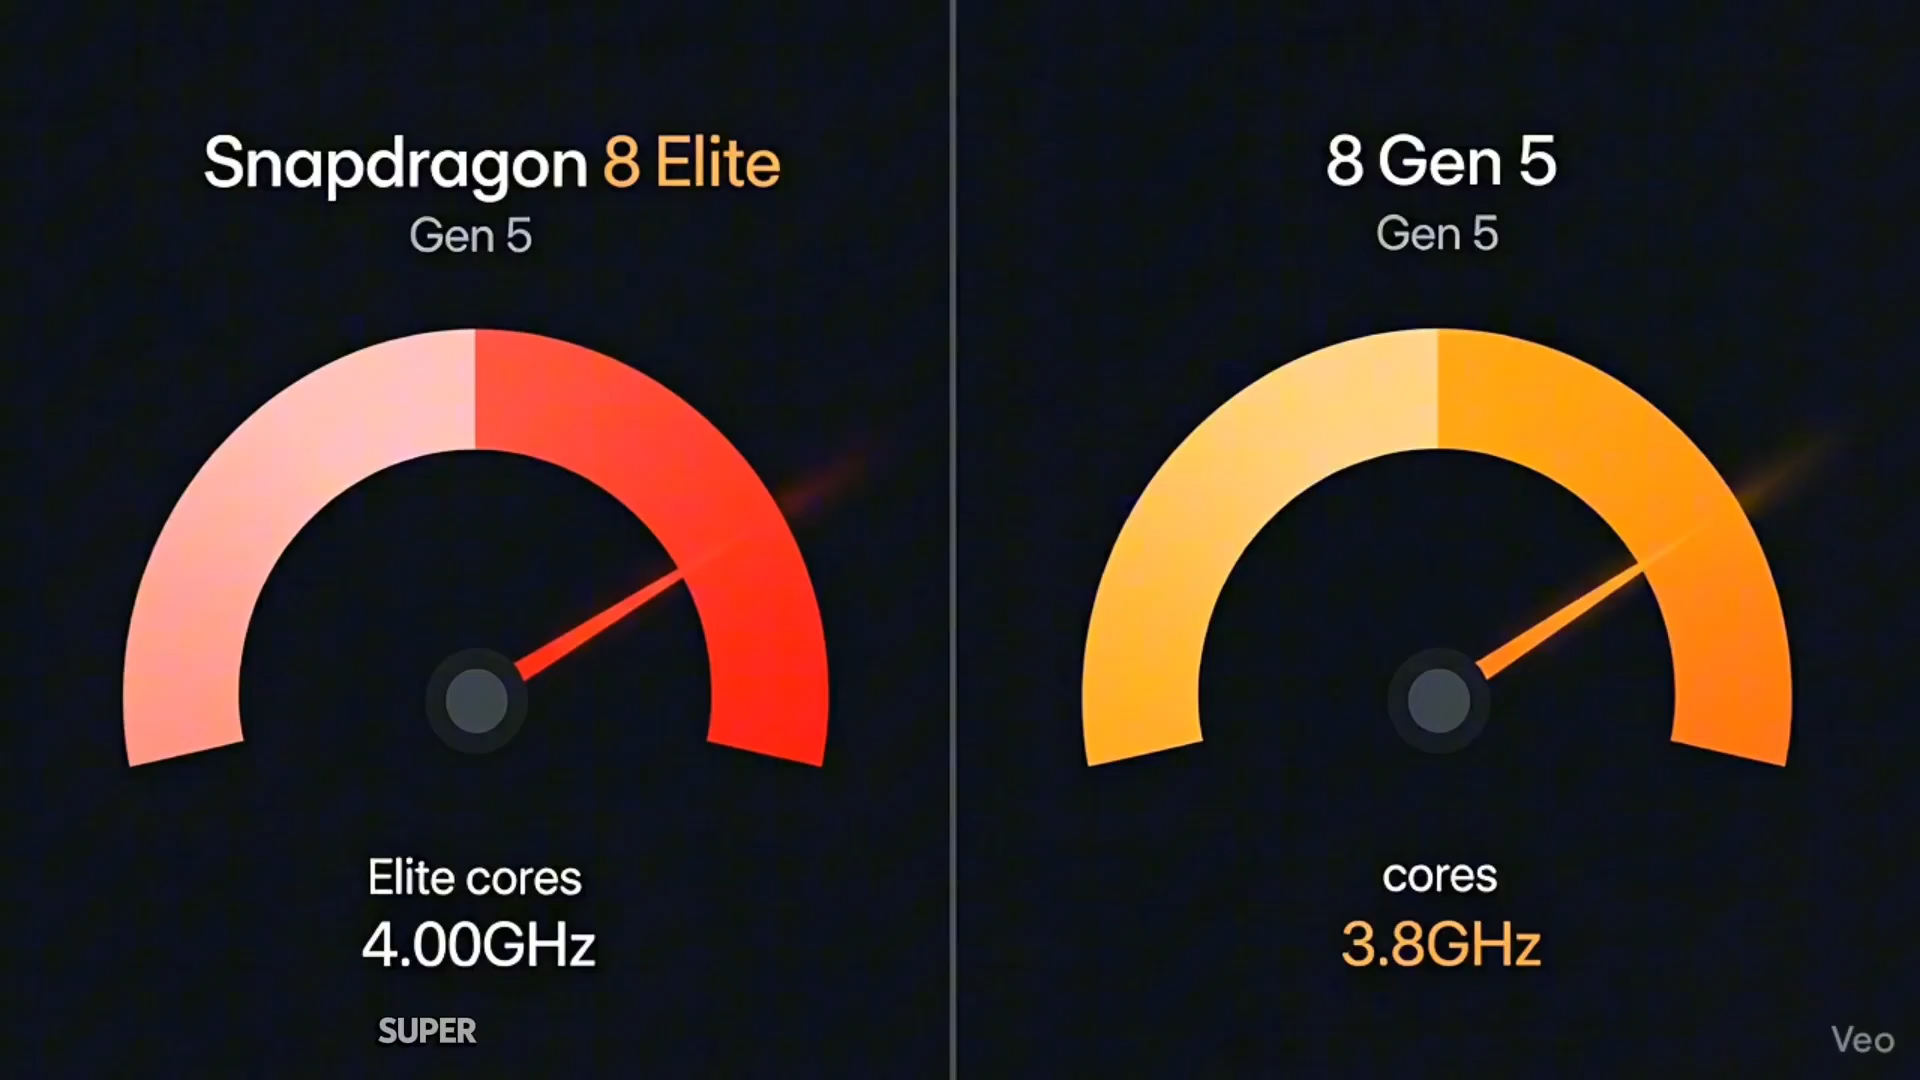 Snapdragon 8 Elite
Gen 5
Elite cores
4.00GHz
SUPER
8 Gen 5
Gen 5
cores
3.8GHz
Veo